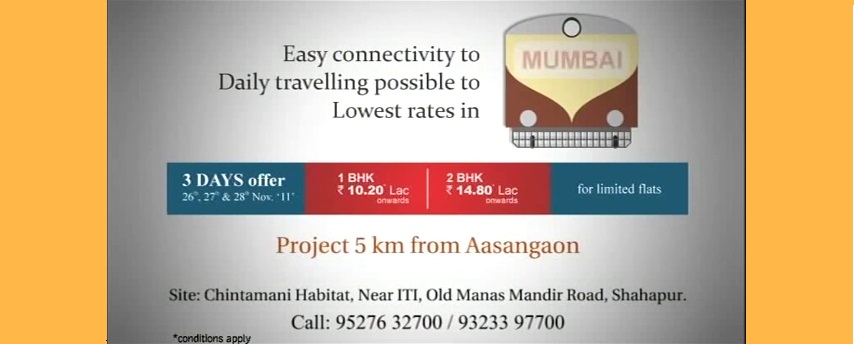 Easy connectivity to
Daily travelling possible to
Lowest rates in
MUMBAI
3 DAYS offer
26th, 27th & 28th Nov. '11'
1 BHK
₹ 10.20* Lac
onwards
2 BHK
₹ 14.80* Lac
onwards
for limited flats
Project 5 km from Aasangaon
Site: Chintamani Habitat, Near ITI, Old Manas Mandir Road, Shahapur.
Call: 95276 32700 / 93233 97700
*conditions apply